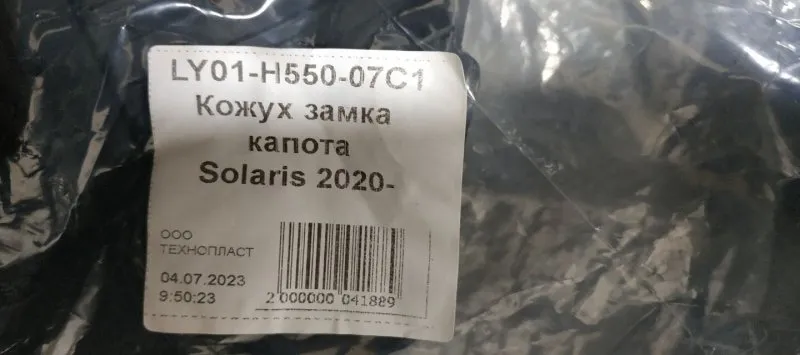 LY01-H550-07C1
Кожух замка
капота
Solaris 2020-
ООО
ТЕХНОПЛАСТ
04.07.2023
9:50:23
2 000000 041889